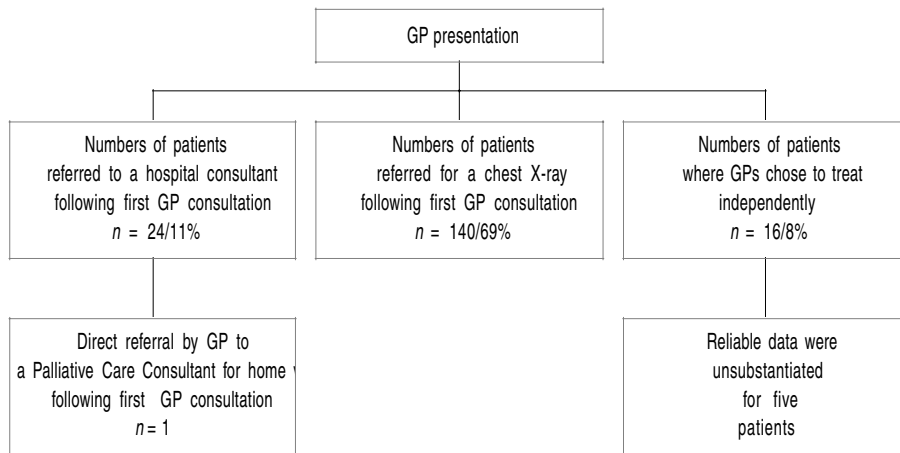 GP presentation
Numbers of patients
referred to a hospital consultant
following first GP consultation
n = 24/11%
Numbers of patients
referred for a chest X-ray
following first GP consultation
n = 140/69%
Numbers of patients
where GPs chose to treat
independently
n = 16/8%
Direct referral by GP to
a Palliative Care Consultant for home
following first GP consultation
n = 1
Reliable data were
unsubstantiated
for five
patients